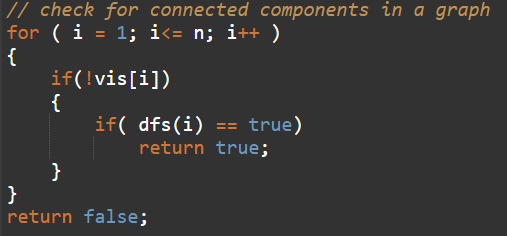 // check for connected components in a graph
for ( i = 1; i<= n; i++ )
{
    if(!vis[i])
    {
        if( dfs(i) == true)
            return true;
    }
}
return false;